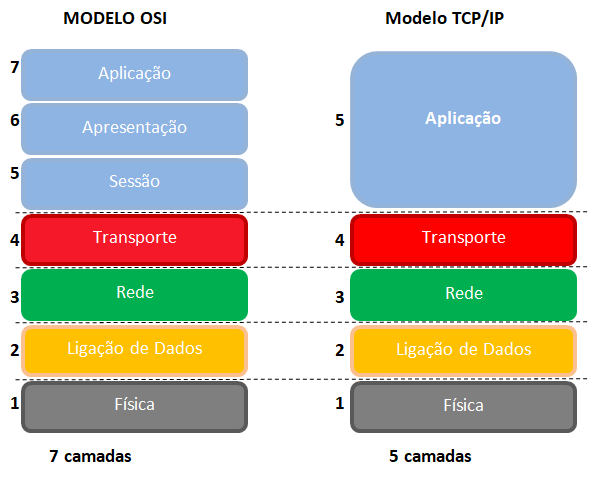 MODELO OSI
7 Aplicação
6 Apresentação
5 Sessão
4 Transporte
3 Rede
2 Ligação de Dados
1 Física
7 camadas
Modelo TCP/IP
5 Aplicação
4 Transporte
3 Rede
2 Ligação de Dados
1 Física
5 camadas